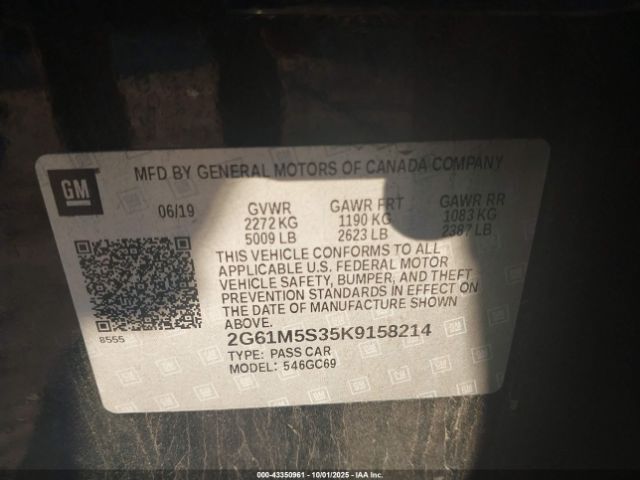 GM
MFD BY GENERAL MOTORS OF CANADA COMPANY
06/19 GVWR GAWR FRT GAWR RR
2272 KG 1190 KG 1083 KG
5009 LB 2623 LB 2387 LB
THIS VEHICLE CONFORMS TO ALL
APPLICABLE U.S. FEDERAL MOTOR
VEHICLE SAFETY, BUMPER, AND THEFT
PREVENTION STANDARDS IN EFFECT ON
THE DATE OF MANUFACTURE SHOWN
ABOVE.
8555
2G61M5S35K9158214
TYPE: PASS CAR
MODEL: 546GC69
000-43350961 | 10/01/2025 | IAA Inc.